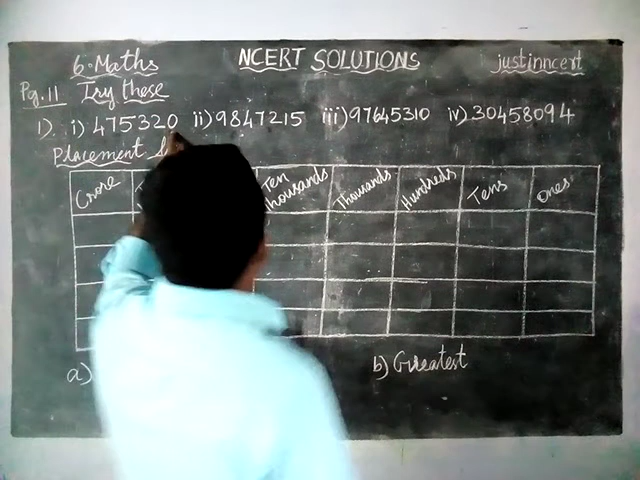 6. Maths NCERT SOLUTIONS justinncert
Pg. 11 Try these
1). i) 475320 ii) 9847215 iii) 97645310 iv) 30458094
Placement
Crore Ten Thousands Thousands Hundreds Tens Ones
a) b) Greatest